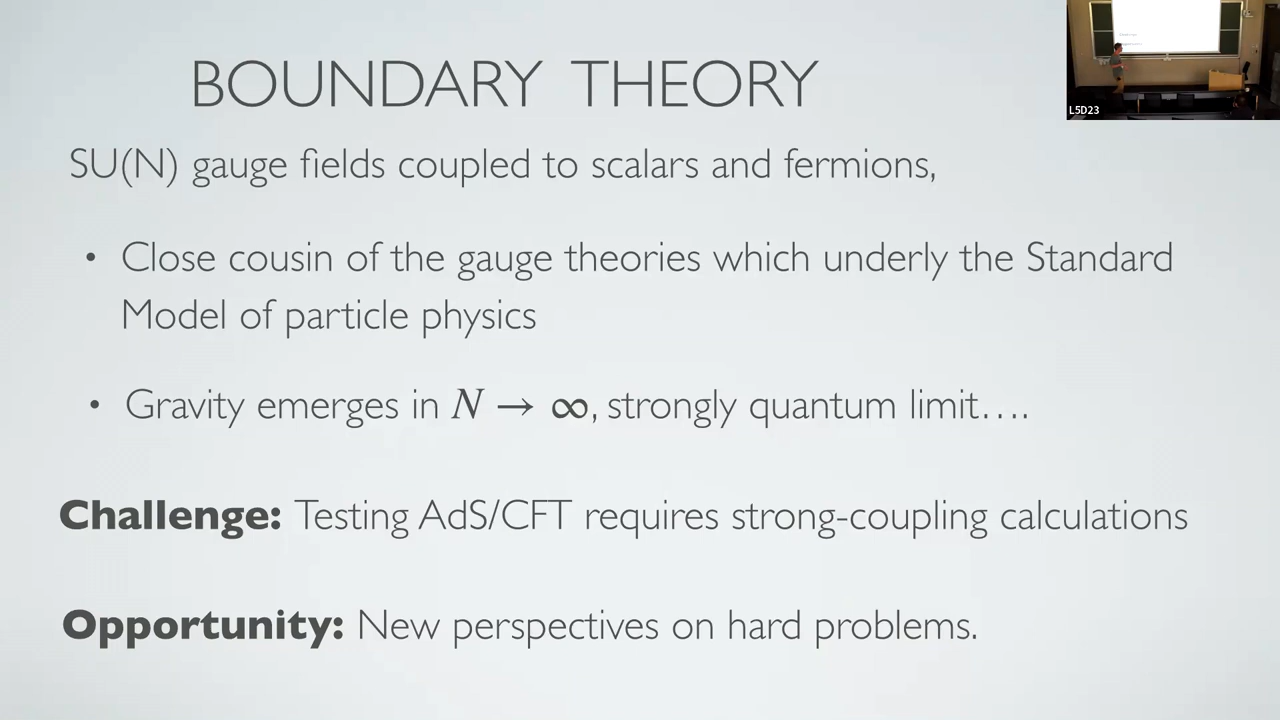 BOUNDARY THEORY
L5D23
SU(N) gauge fields coupled to scalars and fermions,
• Close cousin of the gauge theories which underly the Standard
Model of particle physics
• Gravity emerges in N → ∞, strongly quantum limit....
Challenge: Testing AdS/CFT requires strong-coupling calculations
Opportunity: New perspectives on hard problems.